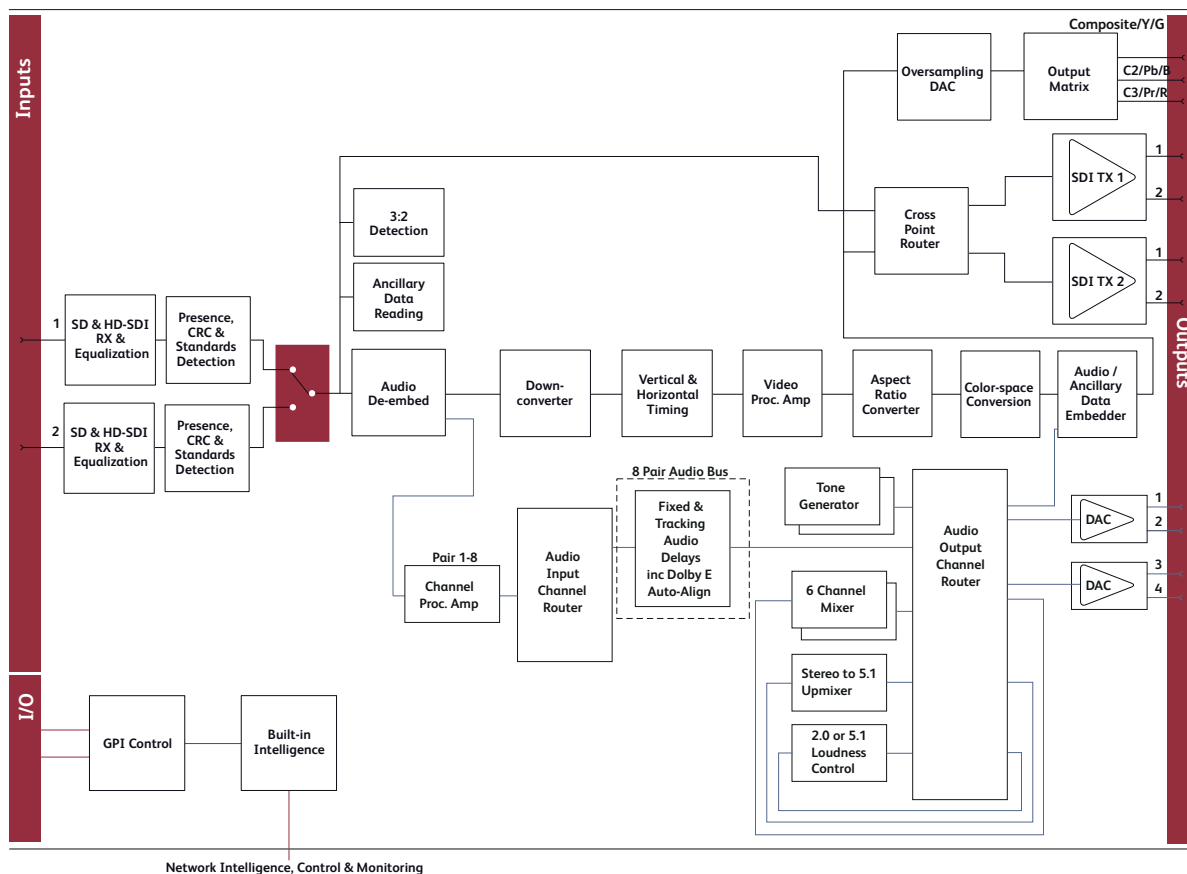 Composite/Y/G
Inputs
Oversampling
DAC
Output
Matrix
C2/Pb/B
C3/Pr/R
1
SDI TX 1
2
3:2
Detection
Cross
Point
Router
1
SDI TX 2
2
Ancillary
Data
Reading
1
SD & HD-SDI
RX &
Equalization
Presence,
CRC &
Standards
Detection
Outputs
Audio
De-embed
Down-
converter
Vertical &
Horizontal
Timing
Video
Proc. Amp
Aspect
Ratio
Converter
Color-space
Conversion
Audio /
Ancillary
Data
Embedder
2
SD & HD-SDI
RX &
Equalization
Presence,
CRC &
Standards
Detection
8 Pair Audio Bus
Fixed &
Tracking
Audio
Delays
inc Dolby E
Auto-Align
Tone
Generator
Audio
Output
Channel
Router
DAC
1
2
Pair 1-8
Channel
Proc. Amp
Audio
Input
Channel
Router
6 Channel
Mixer
DAC
3
4
Stereo to 5.1
Upmixer
2.0 or 5.1
Loudness
Control
I/O
GPI Control
Built-in
Intelligence
Network Intelligence, Control & Monitoring